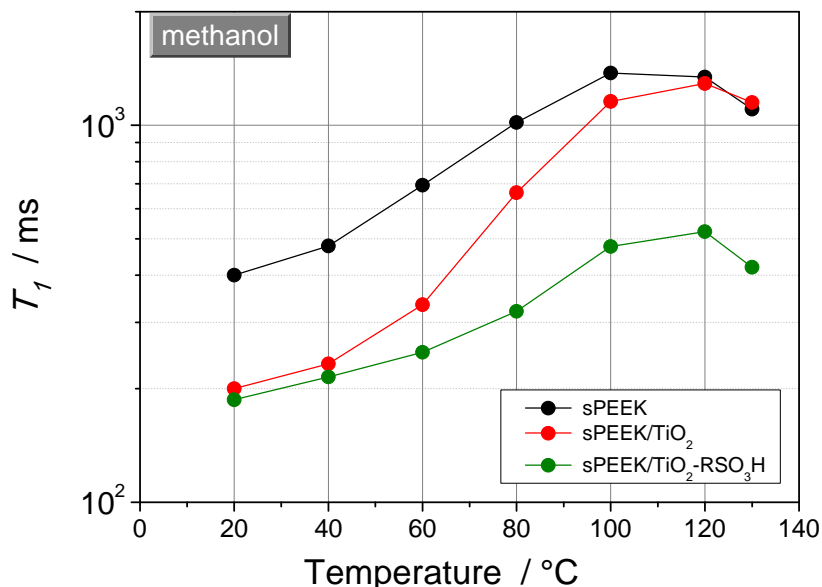 methanol
10³
10²
T₁ / ms
sPEEK
sPEEK/TiO₂
sPEEK/TiO₂-RSO₃H
0 20 40 60 80 100 120 140
Temperature / °C